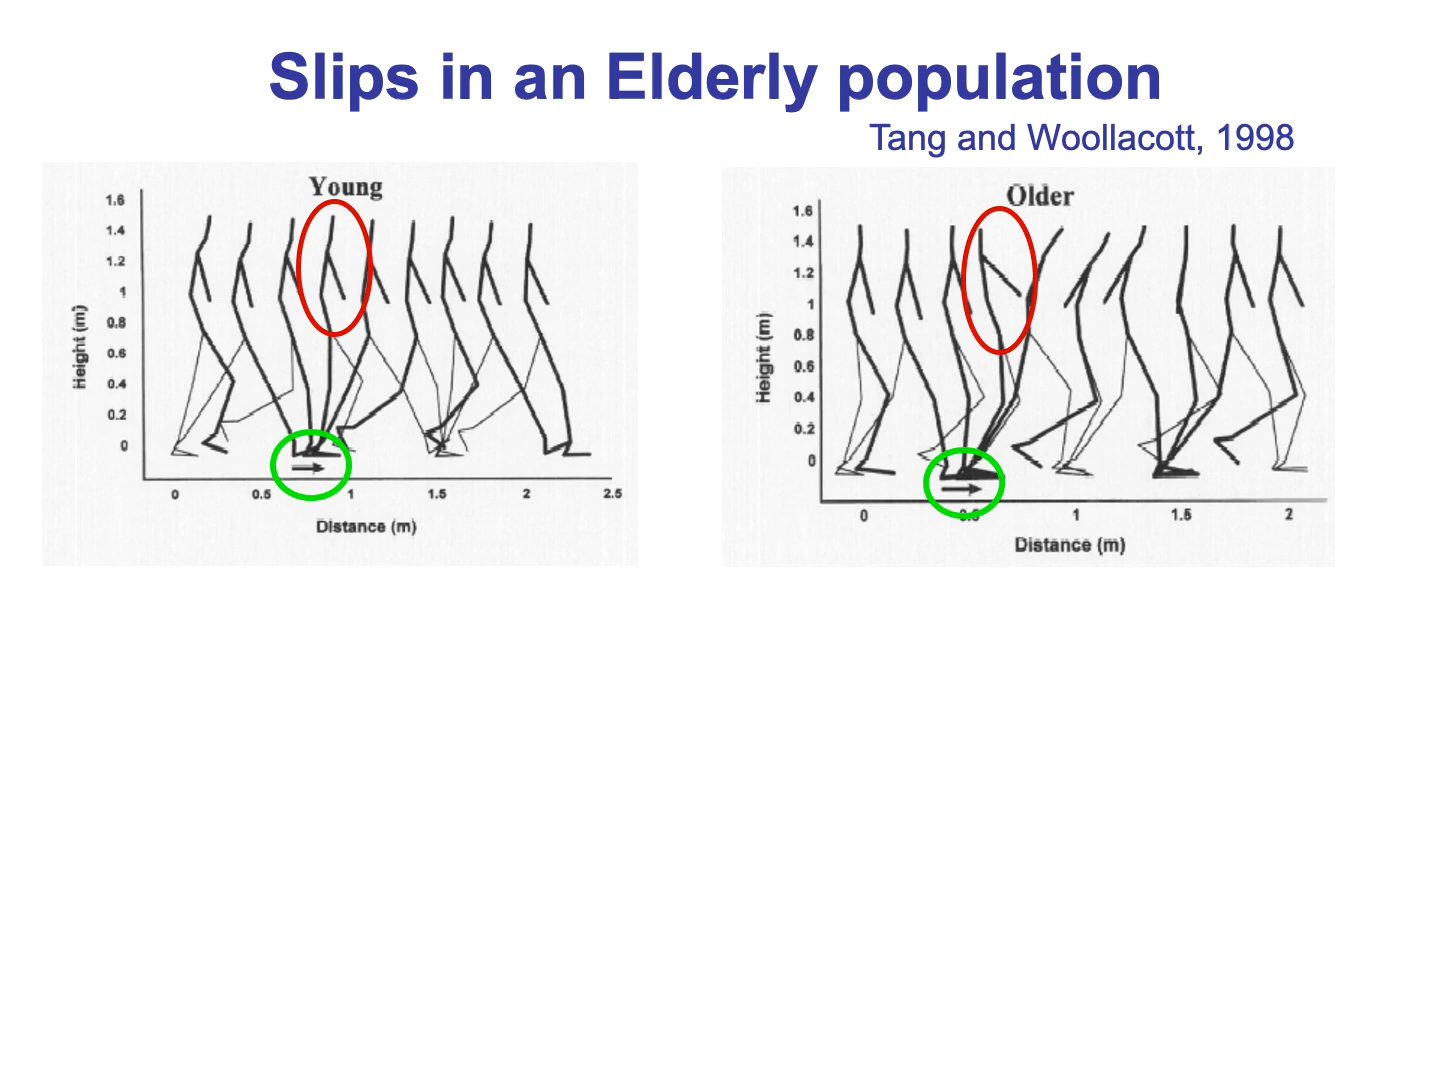 Slips in an Elderly population
Tang and Woollacott, 1998
Young
1.6
1.4
1.2
1
0.8
0.6
0.4
0.2
0
Height (m)
0 0.5 1 1.5 2 2.5
Distance (m)
Older
1.6
1.4
1.2
1
0.8
0.6
0.4
0.2
0
Height (m)
0 0.5 1 1.5 2
Distance (m)